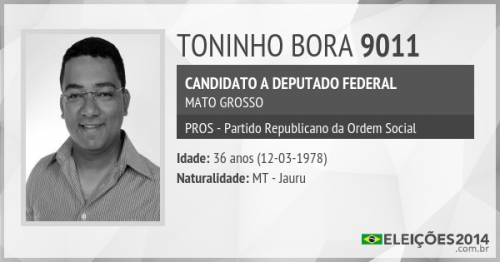 TONINHO BORA 9011
CANDIDATO A DEPUTADO FEDERAL
MATO GROSSO
PROS - Partido Republicano da Ordem Social
Idade: 36 anos (12-03-1978)
Naturalidade: MT - Jauru
ELEIÇÕES2014
.com.br